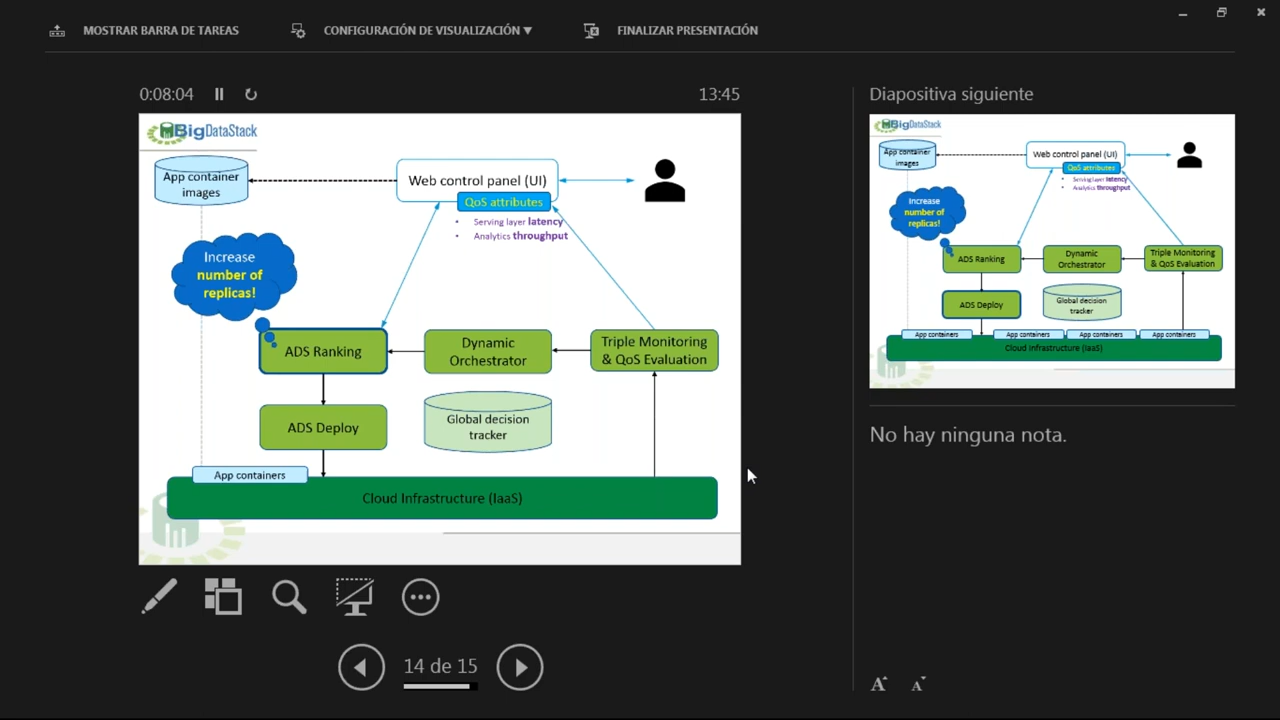 MOSTRAR BARRA DE TAREAS
CONFIGURACIÓN DE VISUALIZACIÓN ▼
FINALIZAR PRESENTACIÓN
0:08:04
13:45
BigDataStack
App container
images
Web control panel (UI)
QoS attributes
• Serving layer latency
• Analytics throughput
Increase
number of
replicas!
ADS Ranking
Dynamic
Orchestrator
Triple Monitoring
& QoS Evaluation
ADS Deploy
Global decision
tracker
App containers
Cloud Infrastructure (IaaS)
14 de 15
Diapositiva siguiente
BigDataStack
App container
images
Web control panel (UI)
QoS attributes
• Serving layer latency
• Analytics throughput
Increase
number of
replicas!
ADS Ranking
Dynamic
Orchestrator
Triple Monitoring
& QoS Evaluation
ADS Deploy
Global decision
tracker
App containers
App containers
App containers
App containers
Cloud Infrastructure (IaaS)
No hay ninguna nota.
A A